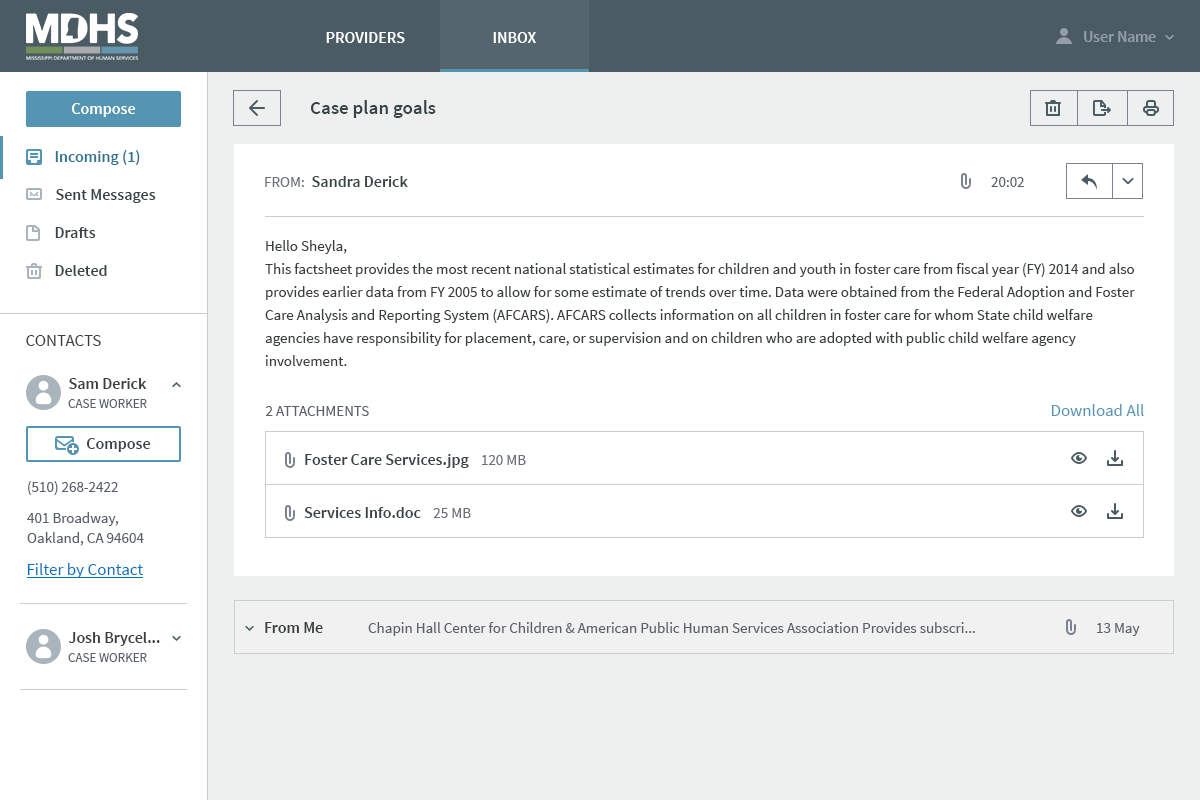 MDHS
MISSISSIPPI DEPARTMENT OF HUMAN SERVICES
PROVIDERS
INBOX
User Name
Compose
Incoming (1)
Sent Messages
Drafts
Deleted
CONTACTS
Sam Derick
CASE WORKER
Compose
(510) 268-2422
401 Broadway,
Oakland, CA 94604
Filter by Contact
Josh Brycel...
CASE WORKER
Case plan goals
FROM: Sandra Derick
20:02
Hello Sheyla,
This factsheet provides the most recent national statistical estimates for children and youth in foster care from fiscal year (FY) 2014 and also
provides earlier data from FY 2005 to allow for some estimate of trends over time. Data were obtained from the Federal Adoption and Foster
Care Analysis and Reporting System (AFCARS). AFCARS collects information on all children in foster care for whom State child welfare
agencies have responsibility for placement, care, or supervision and on children who are adopted with public child welfare agency
involvement.
2 ATTACHMENTS
Download All
Foster Care Services.jpg 120 MB
Services Info.doc 25 MB
From Me
Chapin Hall Center for Children & American Public Human Services Association Provides subscri...
13 May